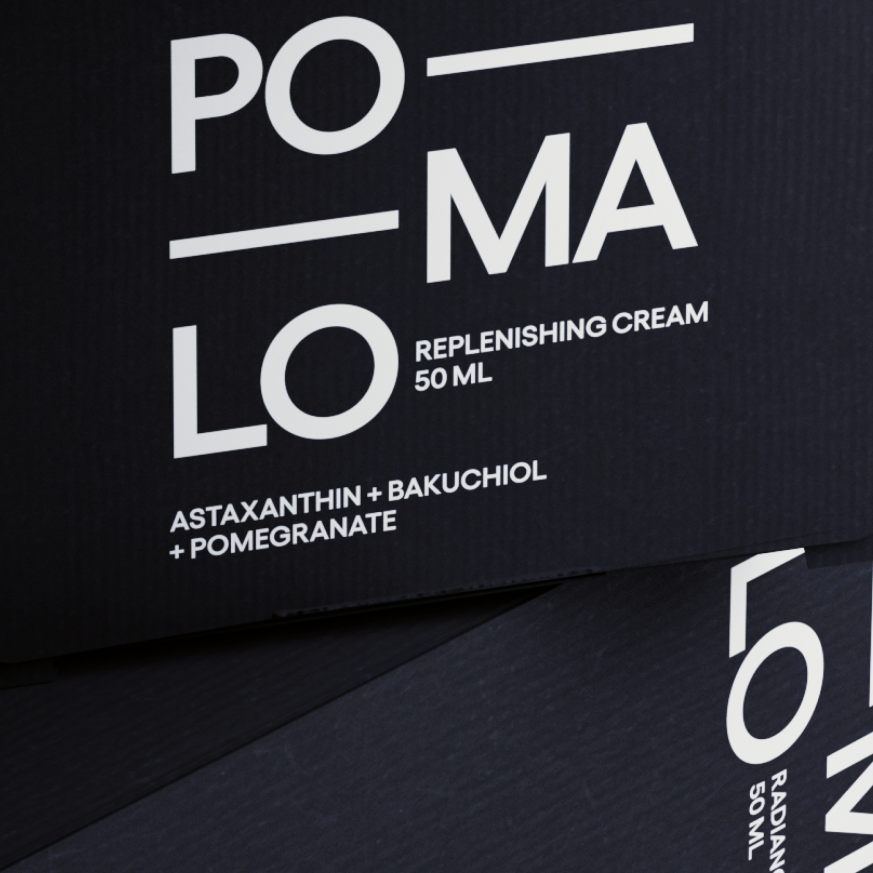 PO
MA
LO
REPLENISHING CREAM
50 ML
ASTAXANTHIN + BAKUCHIOL
+ POMEGRANATE
LO
50 ML